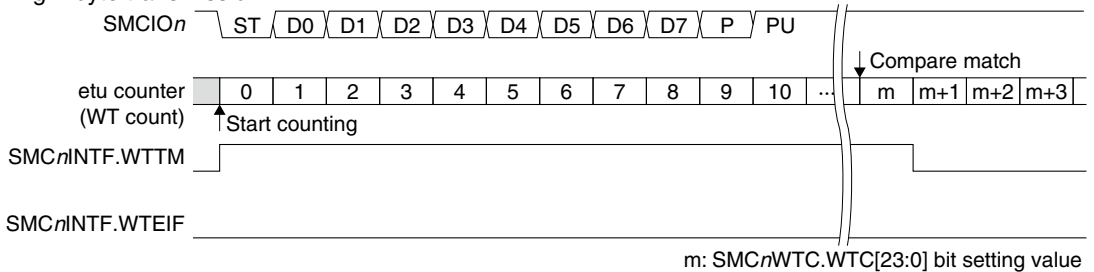 SMCIOn ST D0 D1 D2 D3 D4 D5 D6 D7 P PU
Compare match
etu counter 0 1 2 3 4 5 6 7 8 9 10 ... m m+1 m+2 m+3
(WT count) Start counting
SMCnINTF.WTTM
SMCnINTF.WTEIF
m: SMCnWTC.WTC[23:0] bit setting value